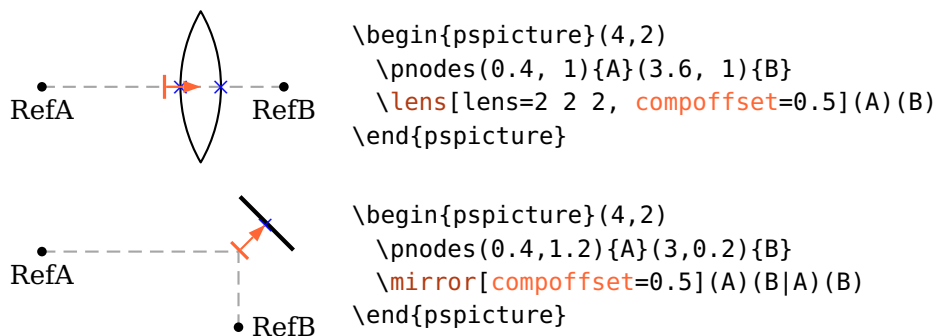 RefA
RefB
\begin{pspicture}(4,2)
  \pnodes(0.4, 1){A}(3.6, 1){B}
  \lens[lens=2 2 2, compoffset=0.5](A)(B)
\end{pspicture}
RefA
RefB
\begin{pspicture}(4,2)
  \pnodes(0.4,1.2){A}(3,0.2){B}
  \mirror[compoffset=0.5](A)(B|A)(B)
\end{pspicture}